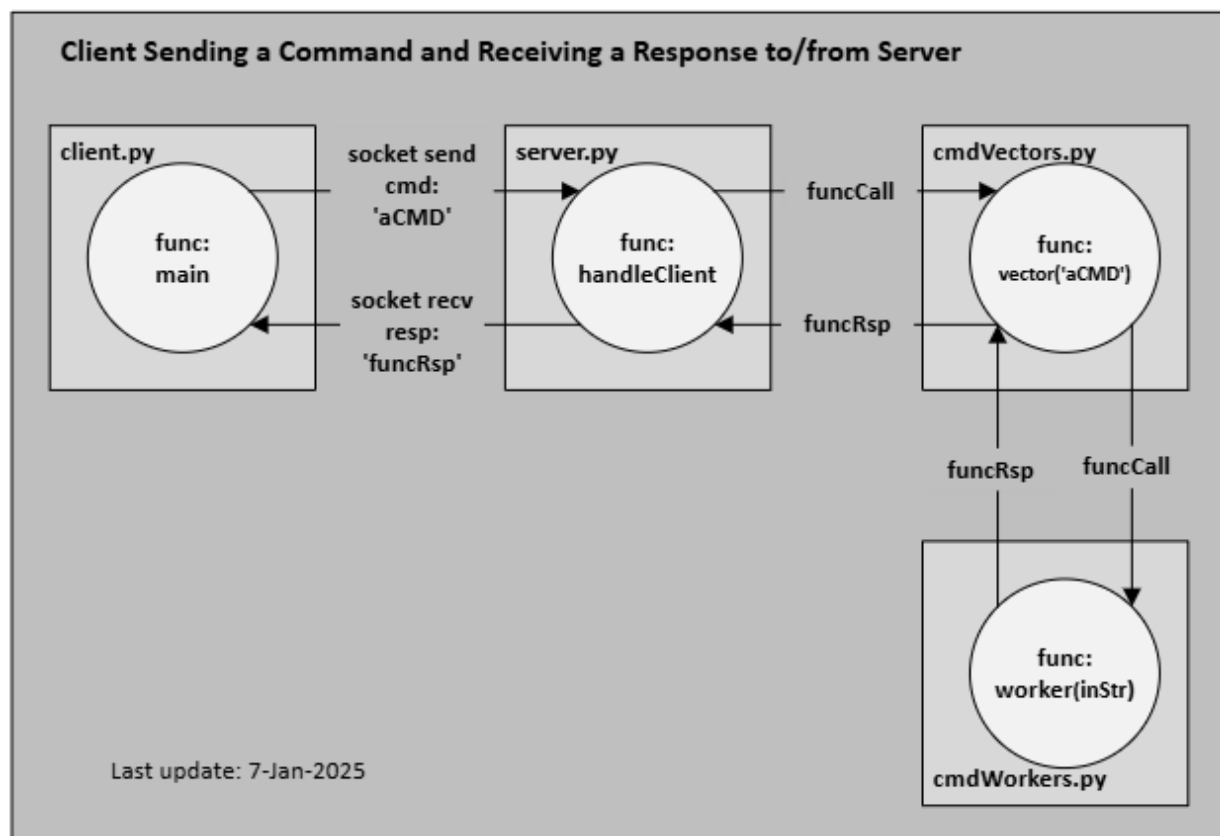 Client Sending a Command and Receiving a Response to/from Server
client.py
func:
main
socket send
cmd:
'aCMD'
socket recv
resp:
'funcRsp'
server.py
func:
handleClient
funcCall
funcRsp
cmdVectors.py
func:
vector('aCMD')
funcRsp
funcCall
func:
worker(inStr)
cmdWorkers.py
Last update: 7-Jan-2025